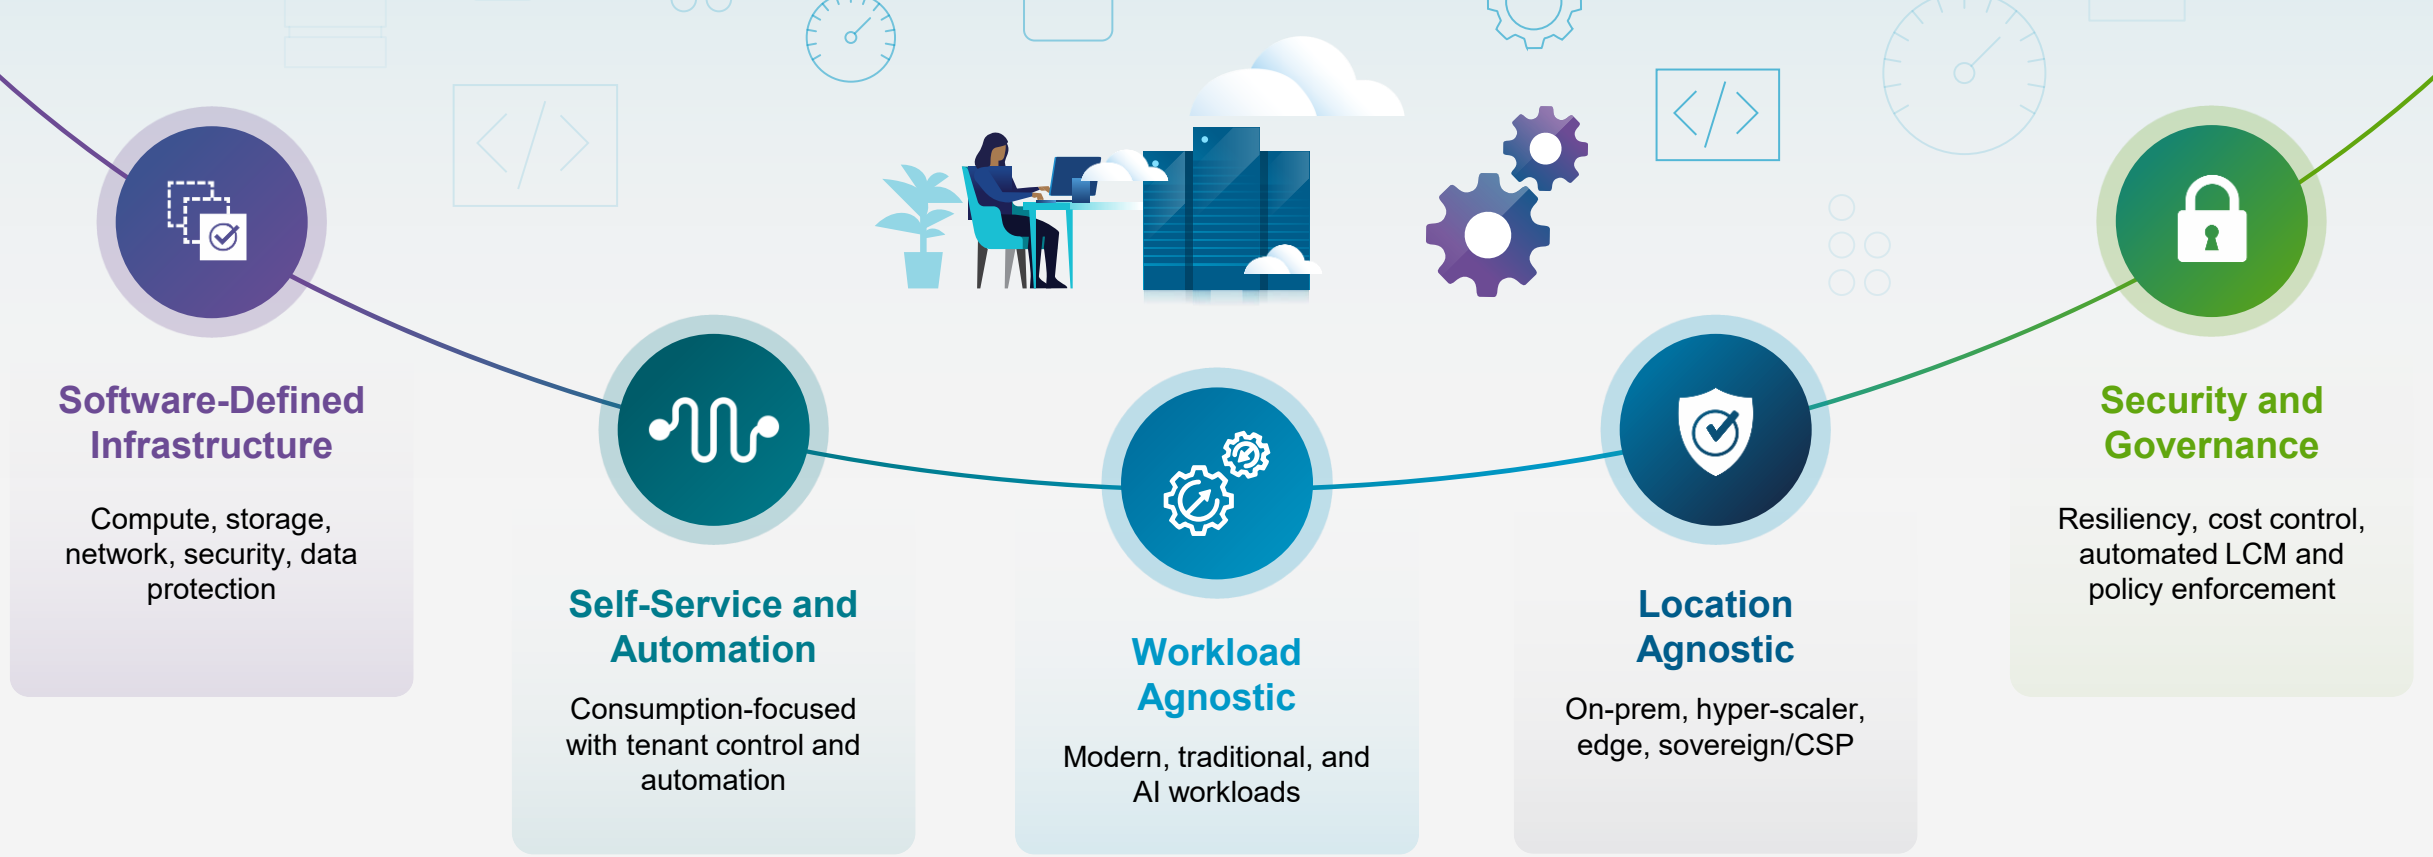 Software-Defined
Infrastructure
Compute, storage,
network, security, data
protection
Self-Service and
Automation
Consumption-focused
with tenant control and
automation
Workload
Agnostic
Modern, traditional, and
AI workloads
Location
Agnostic
On-prem, hyper-scaler,
edge, sovereign/CSP
Security and
Governance
Resiliency, cost control,
automated LCM and
policy enforcement